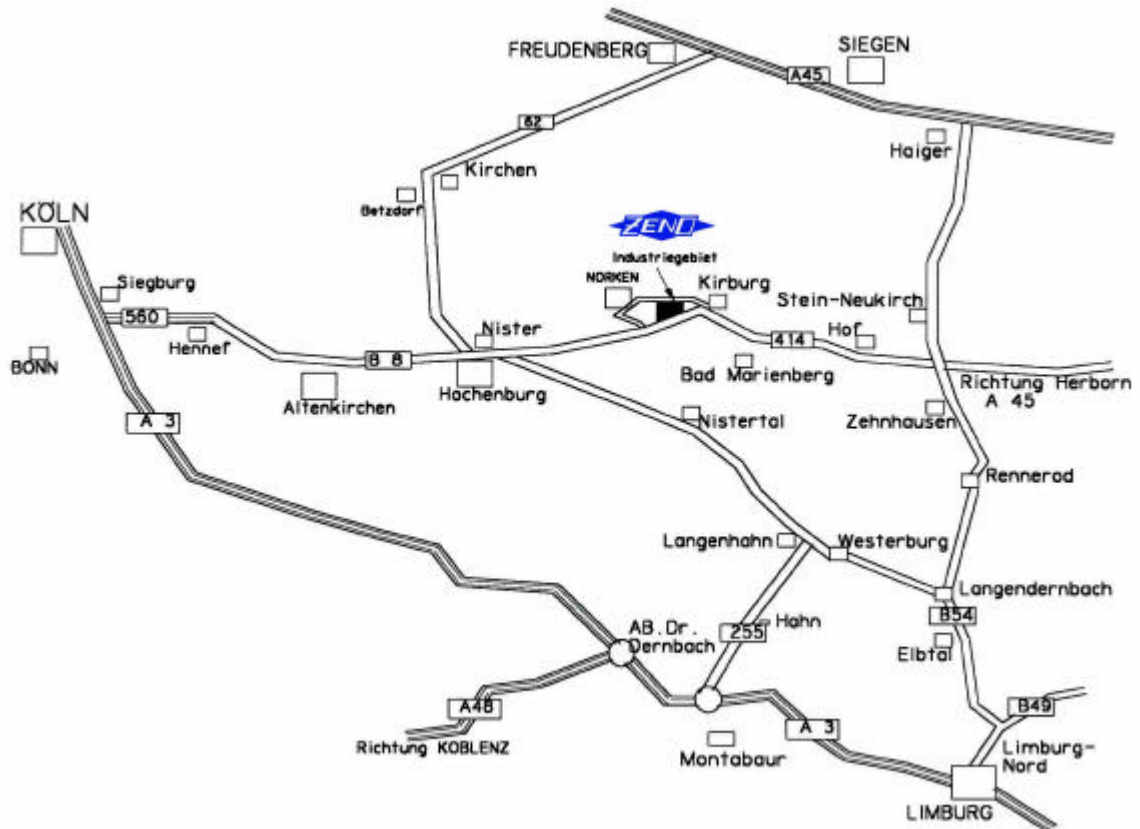 FREUDENBERG
SIEGEN
A45
62
Haiger
Kirchen
Betzdorf
KÖLN
ZEND
Industriegebiet
NORKEN
Kirburg
Siegburg
Stein-Neukirch
560
Nister
414
Hof
Hennef
BONN
B 8
Bad Marienberg
Richtung Herborn
A 45
Altenkirchen
Hachenburg
A 3
Nistertal
Zehnhausen
Rennerod
Langenhahn
Westerburg
Langendernbach
AB.Dr.
Dernbach
255
Hahn
B54
Elbtal
A48
B49
A 3
Richtung KOBLENZ
Montabaur
Limburg-
Nord
LIMBURG